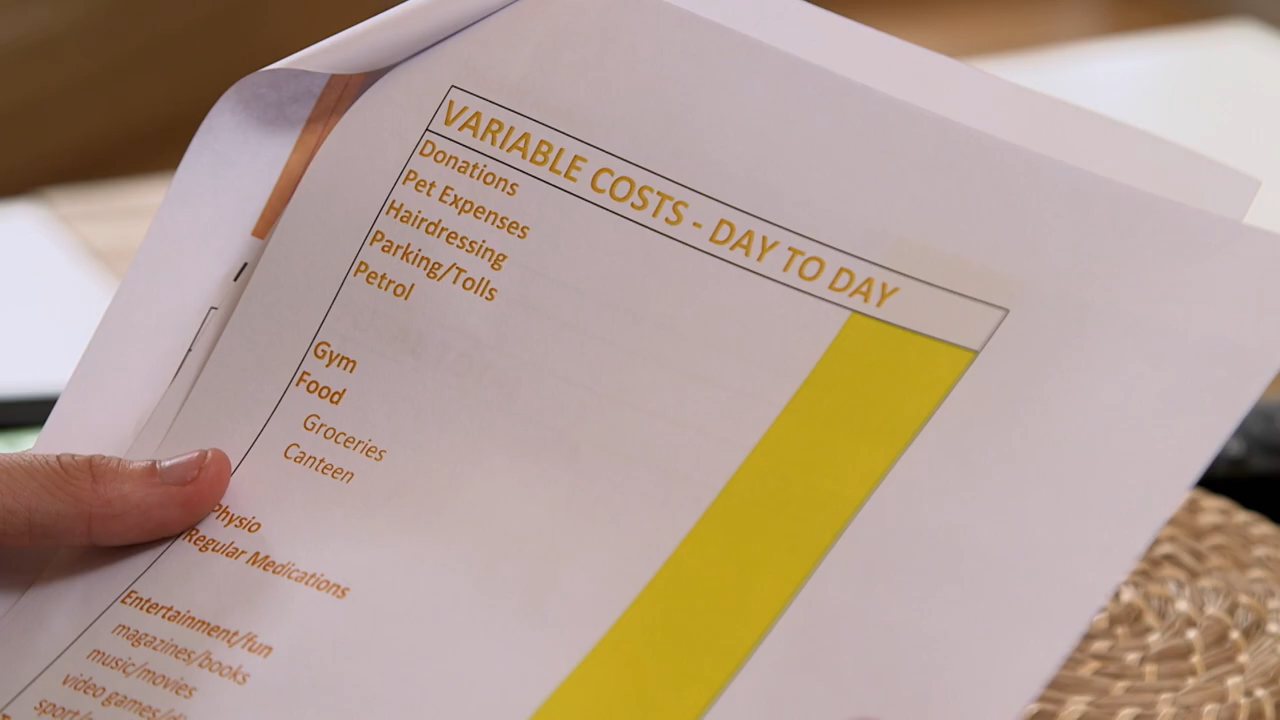 VARIABLE COSTS - DAY TO DAY
Donations
Pet Expenses
Hairdressing
Parking/Tolls
Petrol
Gym
Food
Groceries
Canteen
Physio
Regular Medications
Entertainment/fun
magazines/books
music/movies
video games/